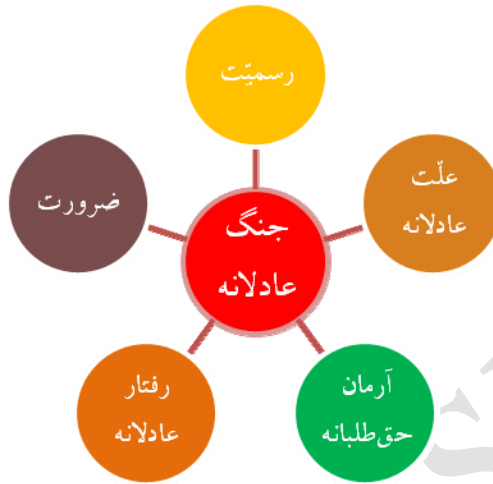 رسمیّت
علّت
عادلانه
ضرورت
جنگ
عادلانه
آرمان
حق‌طلبانه
رفتار
عادلانه